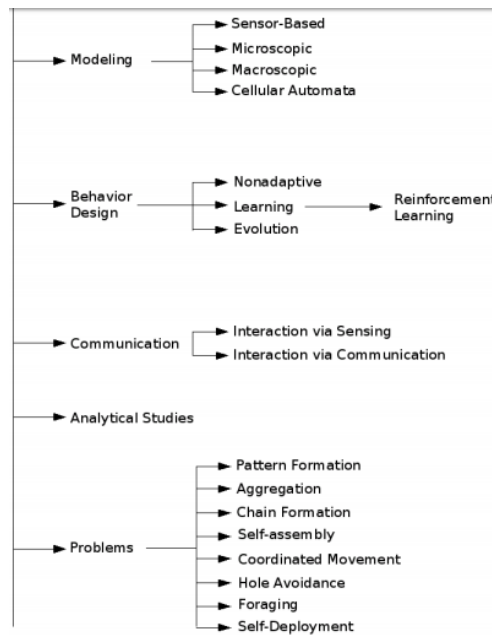 Sensor-Based
Microscopic
Modeling
Macroscopic
Cellular Automata
Nonadaptive
Behavior
Design
Learning
Reinforcement
Learning
Evolution
Interaction via Sensing
Communication
Interaction via Communication
Analytical Studies
Pattern Formation
Aggregation
Chain Formation
Self-assembly
Problems
Coordinated Movement
Hole Avoidance
Foraging
Self-Deployment